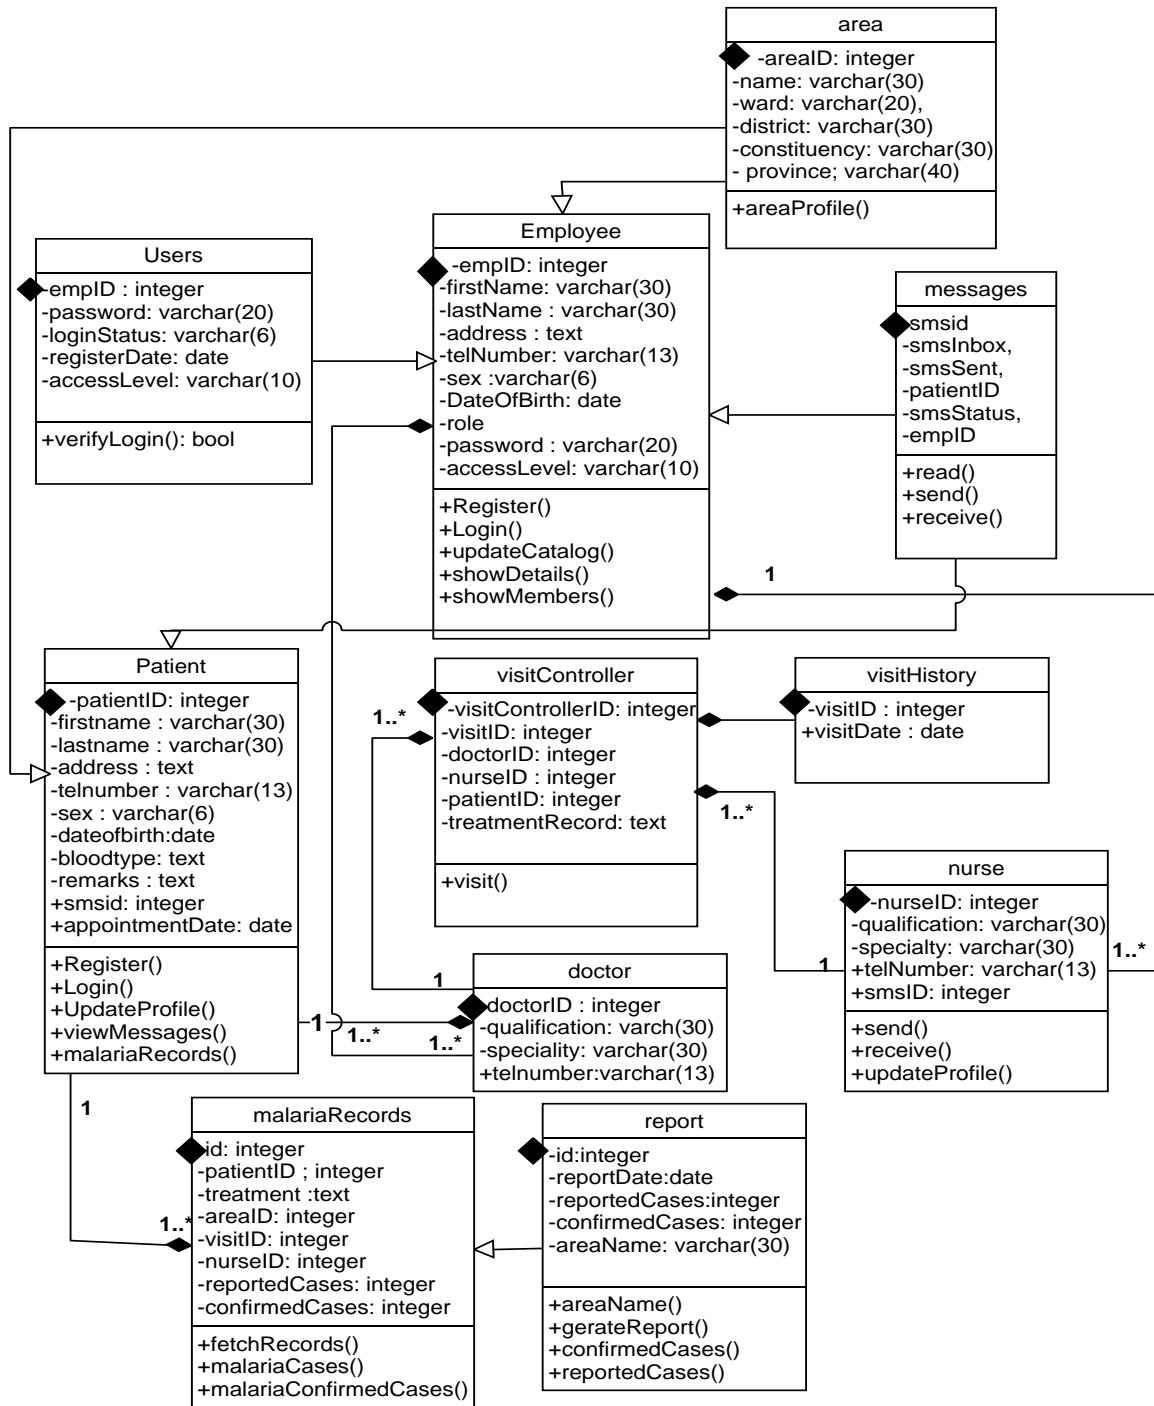 area
-areaID: integer
-name: varchar(30)
-ward: varchar(20),
-district: varchar(30)
-constituency: varchar(30)
- province; varchar(40)
+areaProfile()
Users
-empID : integer
-password: varchar(20)
-loginStatus: varchar(6)
-registerDate: date
-accessLevel: varchar(10)
+verifyLogin(): bool
Employee
-empID: integer
-firstName: varchar(30)
-lastName : varchar(30)
-address : text
-telNumber: varchar(13)
-sex :varchar(6)
-DateOfBirth: date
-role
-password : varchar(20)
-accessLevel: varchar(10)
+Register()
+Login()
+updateCatalog()
+showDetails()
+showMembers()
messages
smsid
-smsInbox,
-smsSent,
-patientID
-smsStatus,
-empID
+read()
+send()
+receive()
1
Patient
-patientID: integer
-firstname : varchar(30)
-lastname : varchar(30)
-address : text
-telnumber : varchar(13)
-sex : varchar(6)
-dateofbirth:date
-bloodtype: text
-remarks : text
+smsid: integer
+appointmentDate: date
+Register()
+Login()
+UpdateProfile()
+viewMessages()
+malariaRecords()
visitController
-visitControllerID: integer
-visitID: integer
-doctorID: integer
-nurseID : integer
-patientID: integer
-treatmentRecord: text
+visit()
1..*
1..*
visitHistory
-visitID : integer
+visitDate : date
nurse
-nurseID: integer
-qualification: varchar(30)
-specialty: varchar(30)
+telNumber: varchar(13)
+smsID: integer
+send()
+receive()
+updateProfile()
1
1..*
doctor
doctorID : integer
-qualification: varch(30)
-speciality: varchar(30)
+telnumber:varchar(13)
1
1
1..*
1..*
1
1..*
malariaRecords
id: integer
-patientID ; integer
-treatment :text
-areaID: integer
-visitID: integer
-nurseID: integer
-reportedCases: integer
-confirmedCases: integer
+fetchRecords()
+malariaCases()
+malariaConfirmedCases()
report
-id:integer
-reportDate:date
-reportedCases:integer
-confirmedCases: integer
-areaName: varchar(30)
+areaName()
+gerateReport()
+confirmedCases()
+reportedCases()